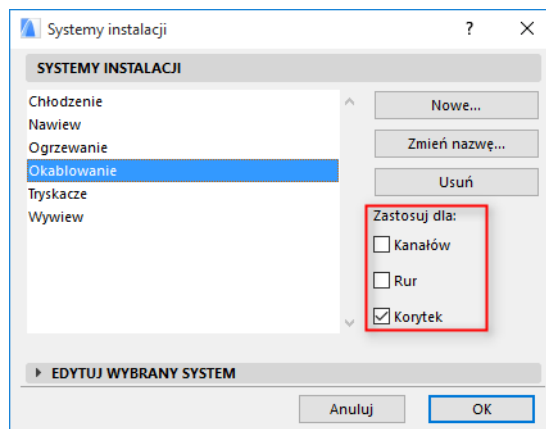 Systemy instalacji
?
SYSTEMY INSTALACJI
Chłodzenie
Nawiew
Ogrzewanie
Okablowanie
Tryskacze
Wywiew
Nowe...
Zmień nazwę...
Usuń
Zastosuj dla:
Kanałów
Rur
Korytek
EDYTUJ WYBRANY SYSTEM
Anuluj
OK